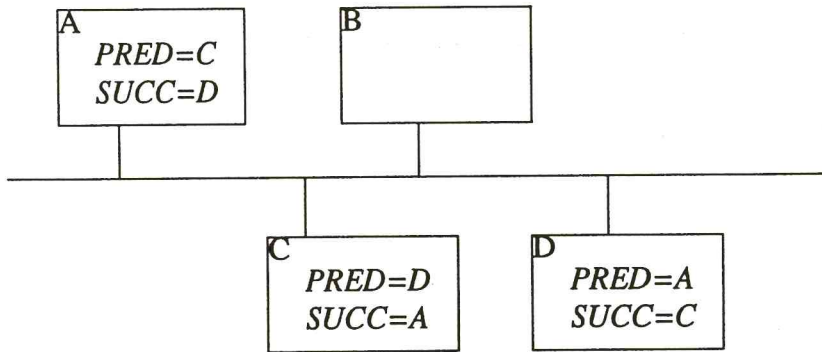 A
PRED=C
SUCC=D
B
C
PRED=D
SUCC=A
D
PRED=A
SUCC=C